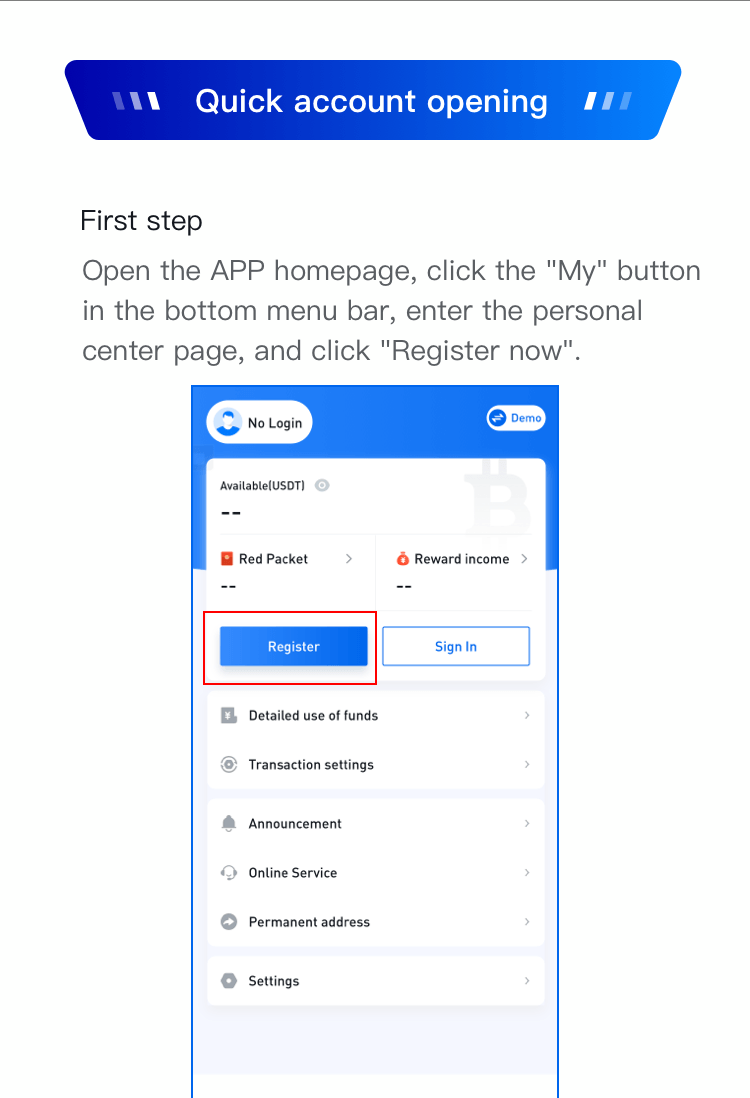 Quick account opening
First step
Open the APP homepage, click the "My" button
in the bottom menu bar, enter the personal
center page, and click "Register now".
No Login
Demo
Available(USDT)
--
Red Packet
Reward income
--
--
Register
Sign In
Detailed use of funds
Transaction settings
Announcement
Online Service
Permanent address
Settings